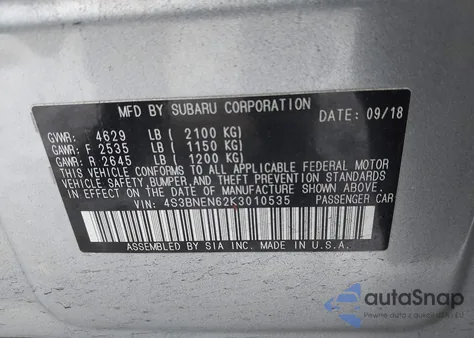 MFD BY SUBARU CORPORATION
DATE: 09/18
GVWR: 4629 LB ( 2100 KG)
GAWR: F 2535 LB ( 1150 KG)
GAWR: R 2645 LB ( 1200 KG)
THIS VEHICLE CONFORMS TO ALL APPLICABLE FEDERAL MOTOR
VEHICLE SAFETY, BUMPER, AND THEFT PREVENTION STANDARDS
IN EFFECT ON THE DATE OF MANUFACTURE SHOWN ABOVE.
VIN: 4S3BNEN62K3010535 PASSENGER CAR
ASSEMBLED BY SIA INC. MADE IN U.S.A.
autoSnap
Pewne auta z dokładnością